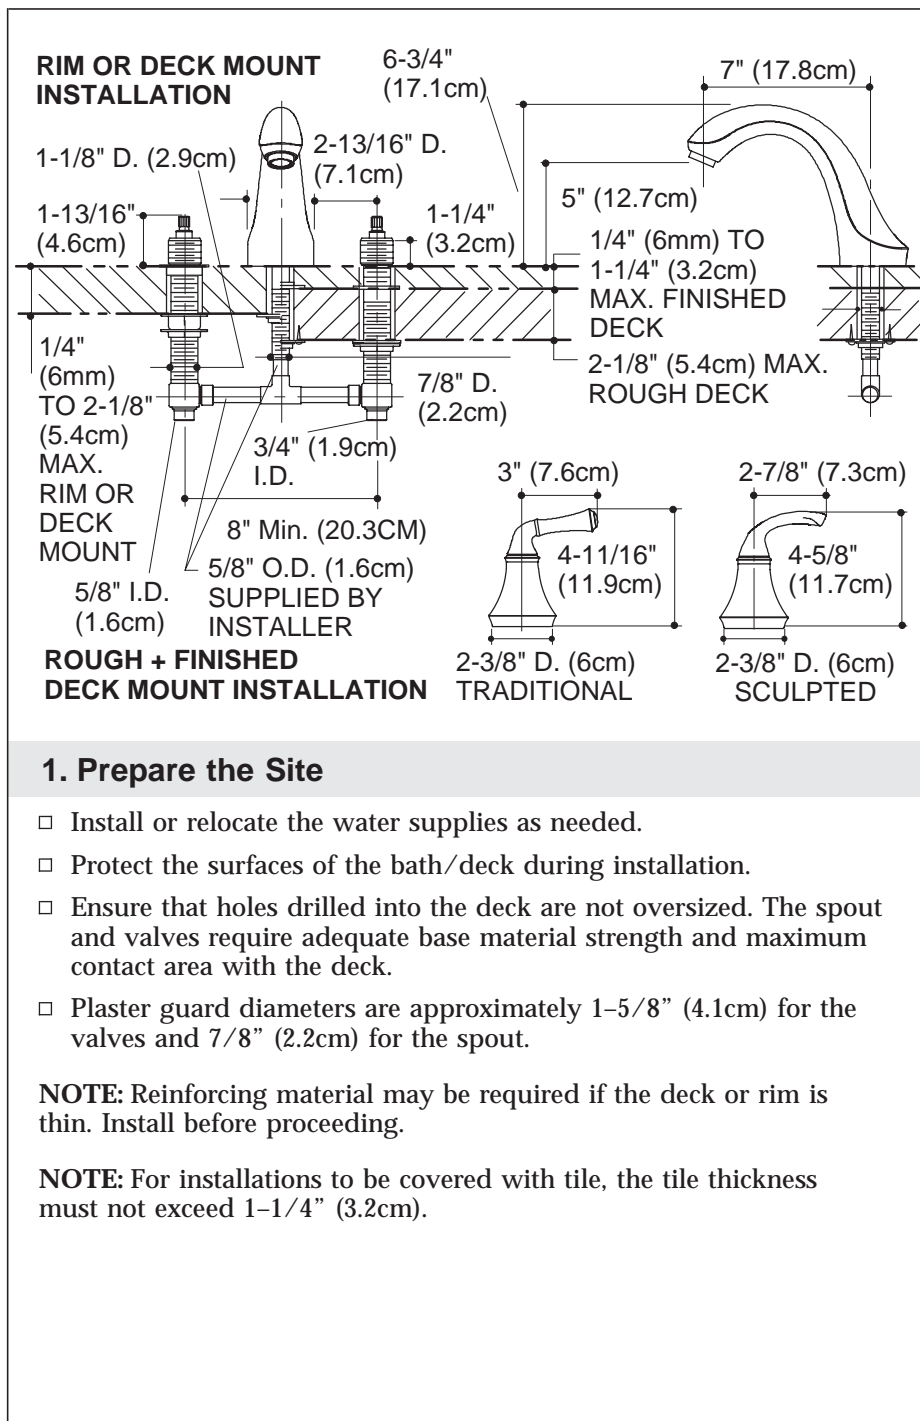 RIM OR DECK MOUNT
INSTALLATION
6-3/4"
(17.1cm)
7" (17.8cm)
1-1/8" D. (2.9cm)
2-13/16" D.
(7.1cm)
5" (12.7cm)
1-13/16"
(4.6cm)
1-1/4"
(3.2cm)
1/4" (6mm) TO
1-1/4" (3.2cm)
MAX. FINISHED
DECK
2-1/8" (5.4cm) MAX.
ROUGH DECK
1/4"
(6mm)
TO 2-1/8"
(5.4cm)
MAX.
RIM OR
DECK
MOUNT
7/8" D.
(2.2cm)
3/4" (1.9cm)
I.D.
8" Min. (20.3CM)
5/8" O.D. (1.6cm)
SUPPLIED BY
INSTALLER
5/8" I.D.
(1.6cm)
3" (7.6cm)
4-11/16"
(11.9cm)
2-3/8" D. (6cm)
TRADITIONAL
2-7/8" (7.3cm)
4-5/8"
(11.7cm)
2-3/8" D. (6cm)
SCULPTED
ROUGH + FINISHED
DECK MOUNT INSTALLATION
1. Prepare the Site
□ Install or relocate the water supplies as needed.
□ Protect the surfaces of the bath/deck during installation.
□ Ensure that holes drilled into the deck are not oversized. The spout
and valves require adequate base material strength and maximum
contact area with the deck.
□ Plaster guard diameters are approximately 1–5/8” (4.1cm) for the
valves and 7/8” (2.2cm) for the spout.
NOTE: Reinforcing material may be required if the deck or rim is
thin. Install before proceeding.
NOTE: For installations to be covered with tile, the tile thickness
must not exceed 1–1/4” (3.2cm).